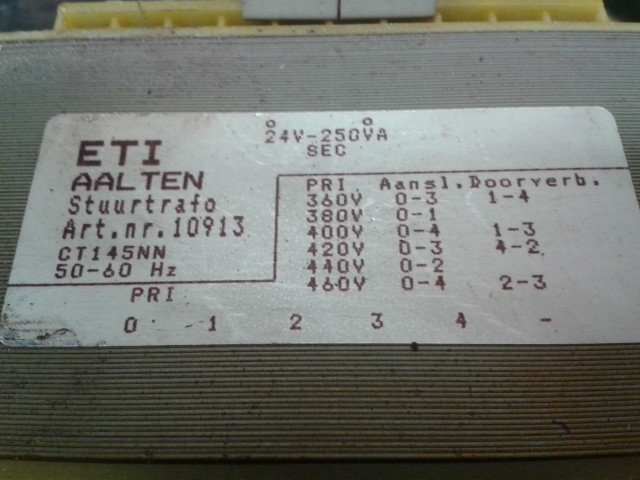 24V-250VA
SEC
ETI
AALTEN
Stuurtrafo
Art.nr.10913
CT145NN
50-60 Hz
PRI Aansl. Doorverb.
360V 0-3 1-4
380V 0-1
400V 0-4 1-3
420V 0-3 4-2
440V 0-2
460V 0-4 2-3
PRI
0 1 2 3 4 -